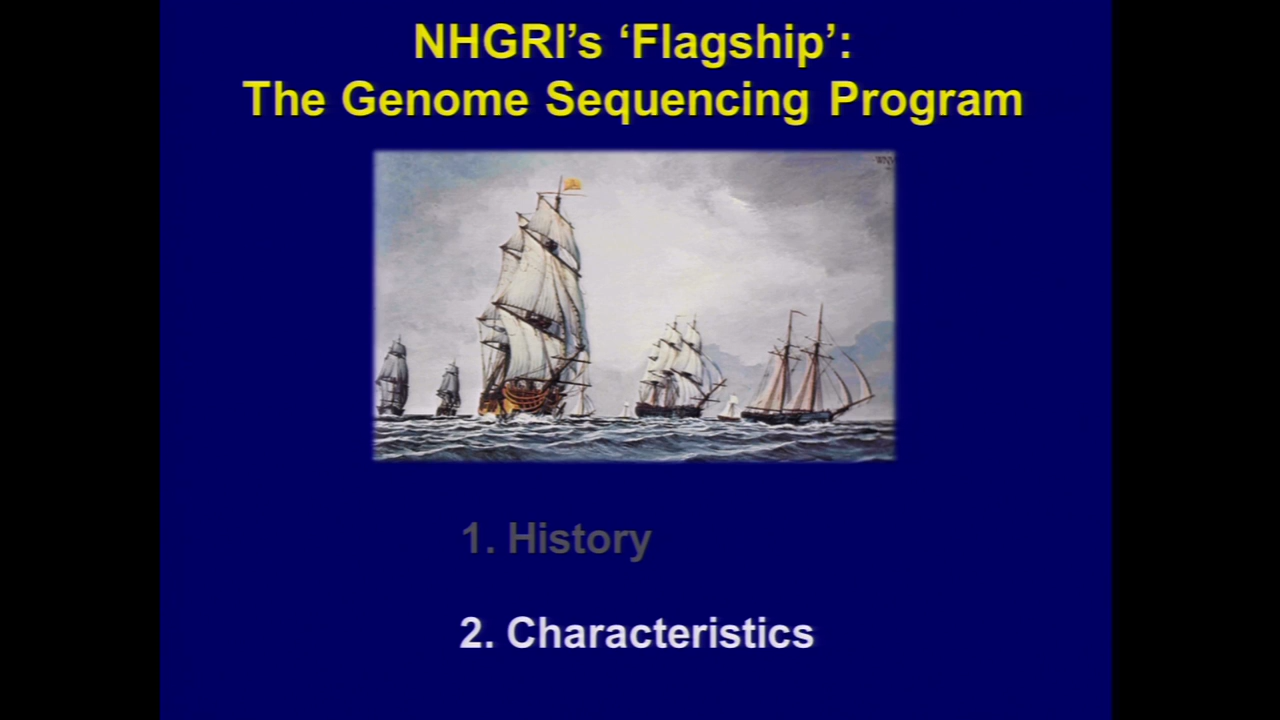 NHGRI’s ‘Flagship’:
The Genome Sequencing Program
1. History
2. Characteristics